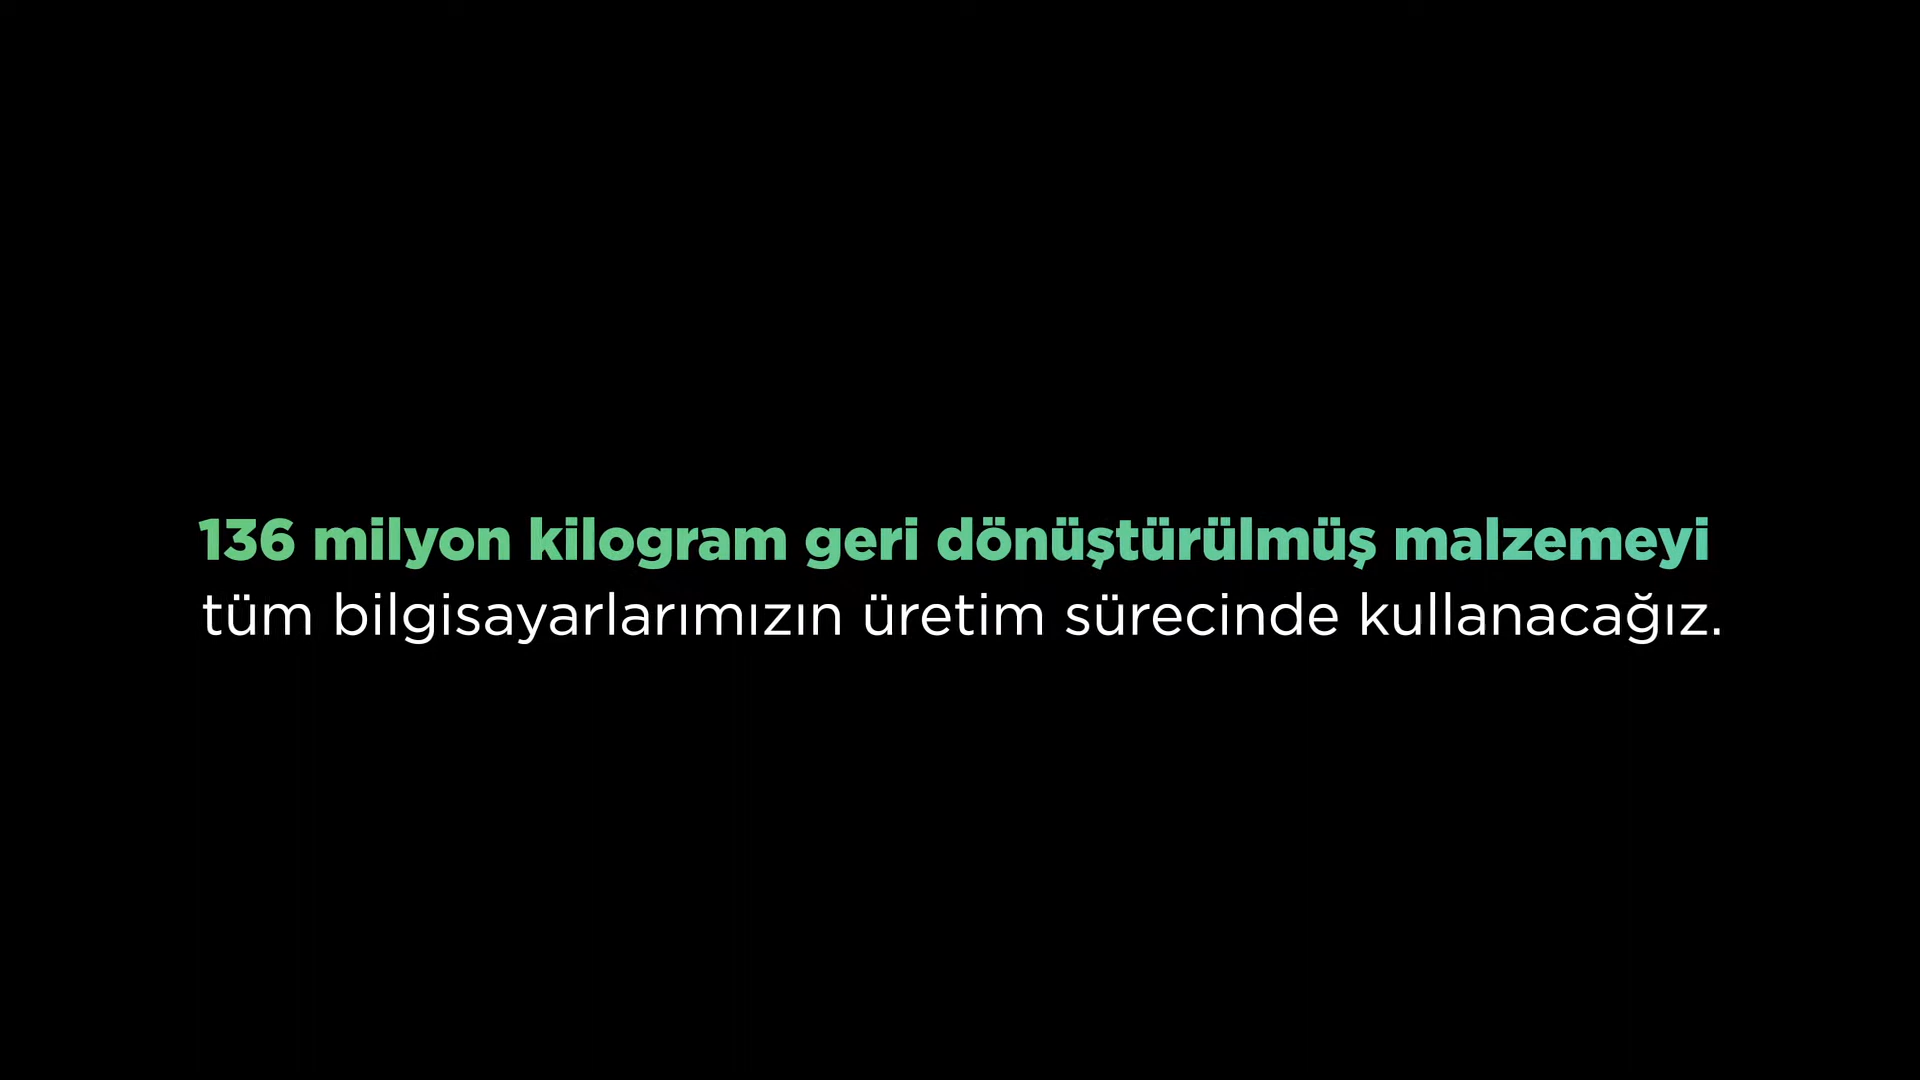 136 milyon kilogram geri dönüştürülmüş malzemeyi
tüm bilgisayarlarımızın üretim sürecinde kullanacağız.